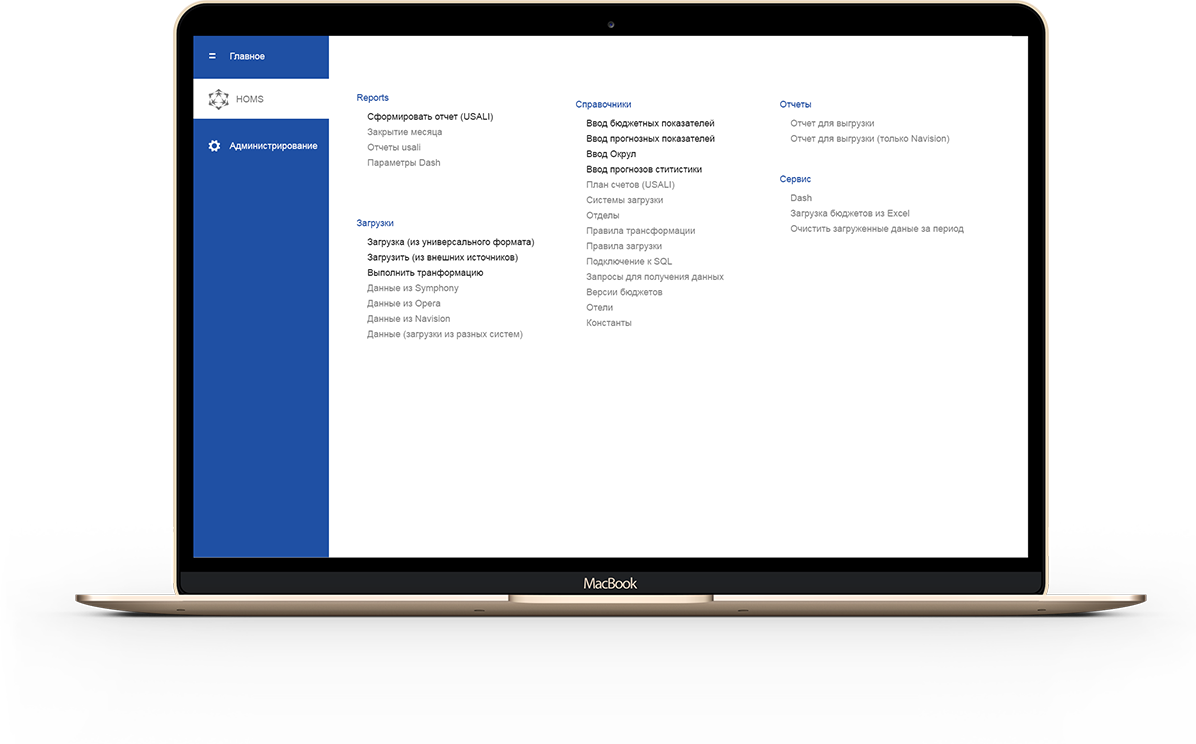 Главное
HOMS
Администрирование
Reports
Сформировать отчет (USALI)
Закрытие месяца
Отчеты usali
Параметры Dash
Загрузки
Загрузка (из универсального формата)
Загрузить (из внешних источников)
Выполнить транформацию
Данные из Symphony
Данные из Opera
Данные из Navision
Данные (загрузки из разных систем)
Справочники
Ввод бюджетных показателей
Ввод прогнозных показателей
Ввод Окрул
Ввод прогнозов ститистики
План счетов (USALI)
Системы загрузки
Отделы
Правила трансформации
Правила загрузки
Подключение к SQL
Запросы для получения данных
Версии бюджетов
Отели
Константы
Отчеты
Отчет для выгрузки
Отчет для выгрузки (только Navision)
Сервис
Dash
Загрузка бюджетов из Excel
Очистить загруженные даные за период
MacBook